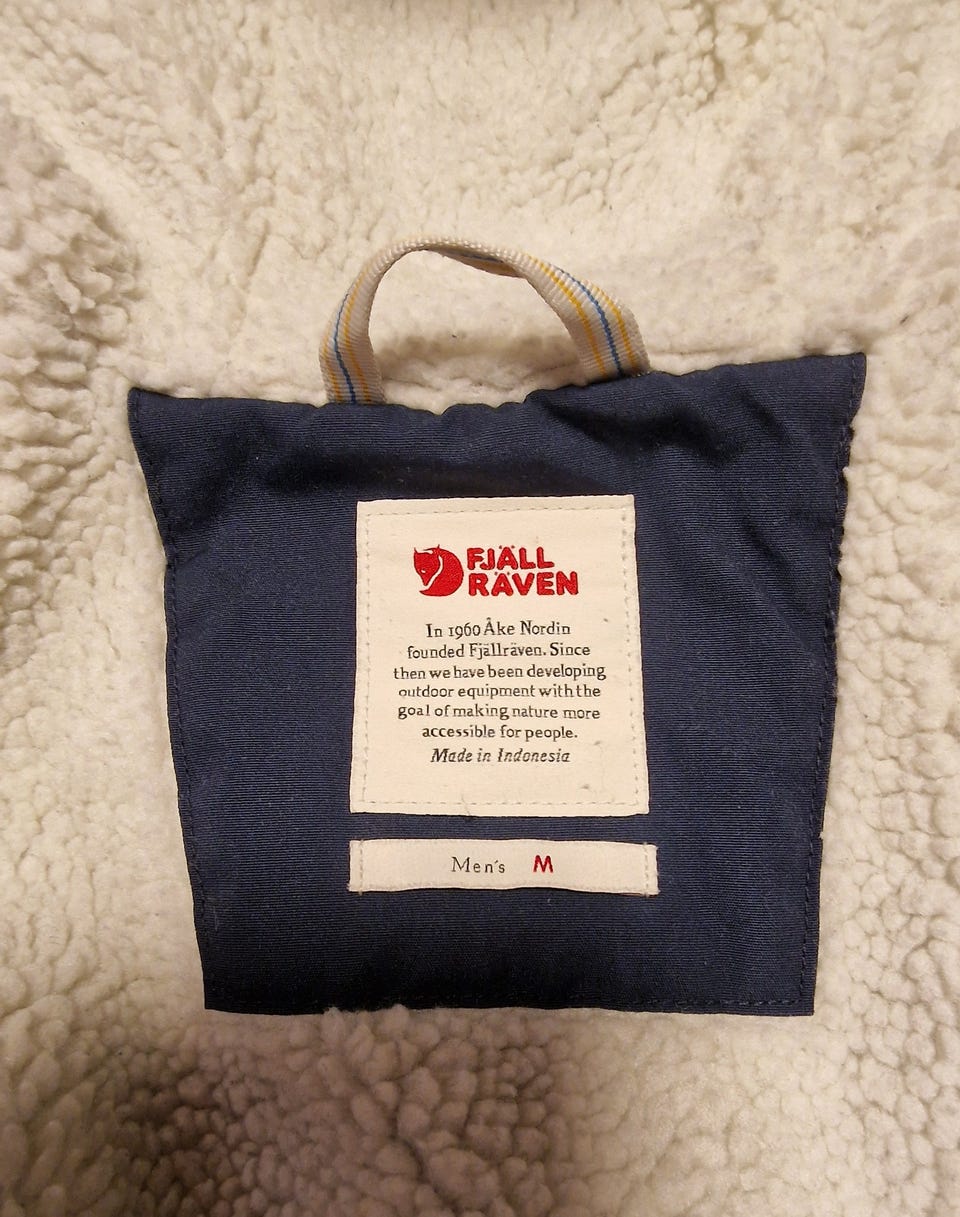 FJÄLL
RÄVEN
In 1960 Åke Nordin
founded Fjällräven. Since
then we have been developing
outdoor equipment with the
goal of making nature more
accessible for people.
Made in Indonesia
Men´s M